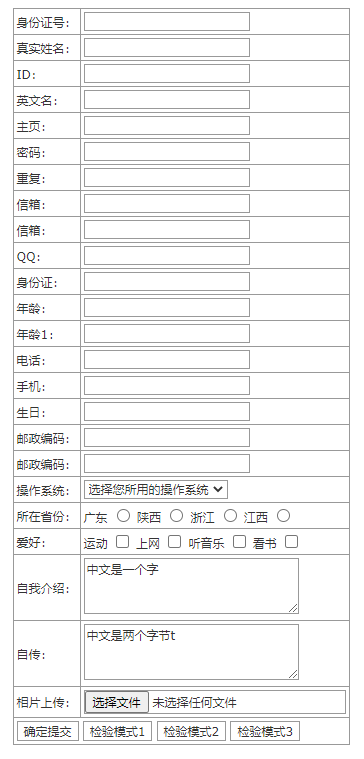 身份证号:
真实姓名:
ID:
英文名:
主页:
密码:
重复:
信箱:
信箱:
QQ:
身份证:
年龄:
年龄1:
电话:
手机:
生日:
邮政编码:
邮政编码:
操作系统: 选择您所用的操作系统
所在省份: 广东 陕西 浙江 江西
爱好: 运动 上网 听音乐 看书
自我介绍: 中文是一个字
自传: 中文是两个字节t
相片上传: 选择文件 未选择任何文件
确定提交 检验模式1 检验模式2 检验模式3